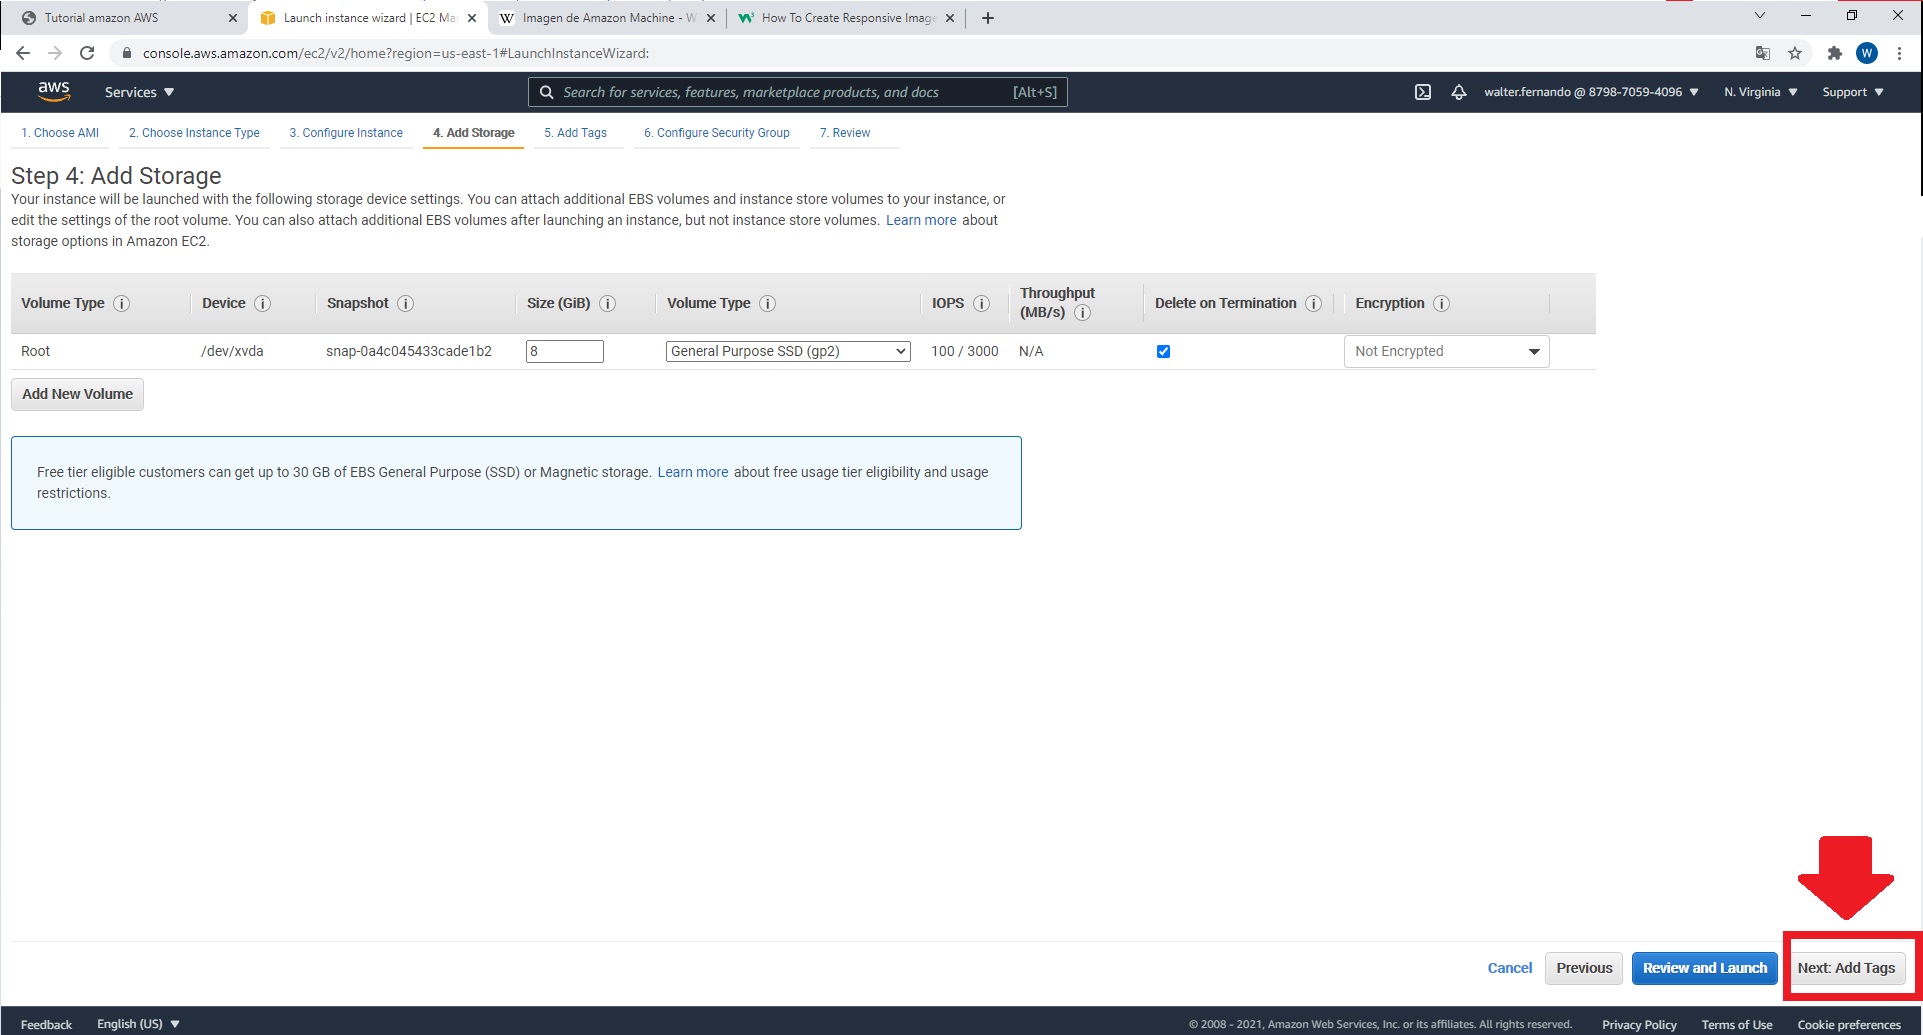 Tutorial amazon AWS
Launch instance wizard | EC2 Ma
Imagen de Amazon Machine - W
How To Create Responsive Image
console.aws.amazon.com/ec2/v2/home?region=us-east-1#LaunchInstanceWizard:
W
aws
Services
Search for services, features, marketplace products, and docs
[Alt+S]
walter.fernando @ 8798-7059-4096
N. Virginia
Support
1. Choose AMI
2. Choose Instance Type
3. Configure Instance
4. Add Storage
5. Add Tags
6. Configure Security Group
7. Review
Step 4: Add Storage
Your instance will be launched with the following storage device settings. You can attach additional EBS volumes and instance store volumes to your instance, or
edit the settings of the root volume. You can also attach additional EBS volumes after launching an instance, but not instance store volumes. Learn more about
storage options in Amazon EC2.
Volume Type
Device
Snapshot
Size (GiB)
Volume Type
IOPS
Throughput
(MB/s)
Delete on Termination
Encryption
Root
/dev/xvda
snap-0a4c045433cade1b2
8
General Purpose SSD (gp2)
100 / 3000
N/A
Not Encrypted
Add New Volume
Free tier eligible customers can get up to 30 GB of EBS General Purpose (SSD) or Magnetic storage. Learn more about free usage tier eligibility and usage
restrictions.
Cancel
Previous
Review and Launch
Next: Add Tags
Feedback
English (US)
© 2008 - 2021, Amazon Web Services, Inc. or its affiliates. All rights reserved.
Privacy Policy
Terms of Use
Cookie preferences